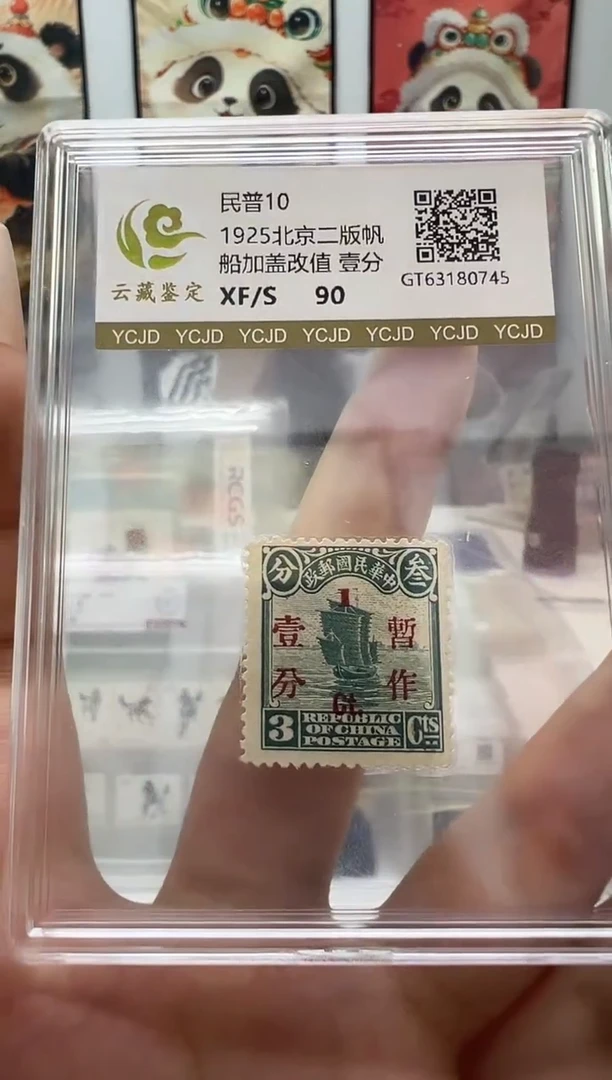 民普10
1925北京二版帆
船加盖改值 壹分
XF/S 90
云藏鉴定
GT63180745
YCJD YCJD YCJD YCJD YCJD YCJD YCJD
RCGS
分 政郵國民華中 叁
1
壹 暫
分 作
Ct.
3 REPUBLIC Cts
OF CHINA
POSTAGE